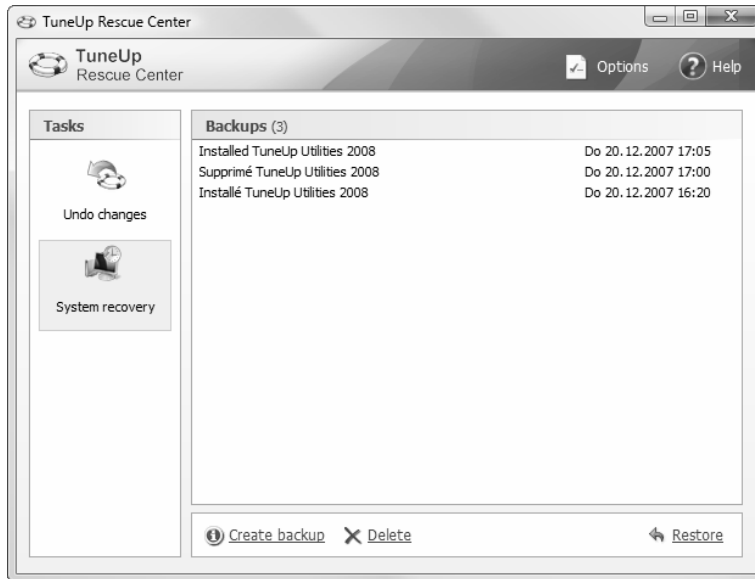 TuneUp Rescue Center
TuneUp
Rescue Center
Options
Help
Tasks
Undo changes
System recovery
Backups (3)
Installed TuneUp Utilities 2008 Do 20.12.2007 17:05
Supprimé TuneUp Utilities 2008 Do 20.12.2007 17:00
Installé TuneUp Utilities 2008 Do 20.12.2007 16:20
Create backup
Delete
Restore